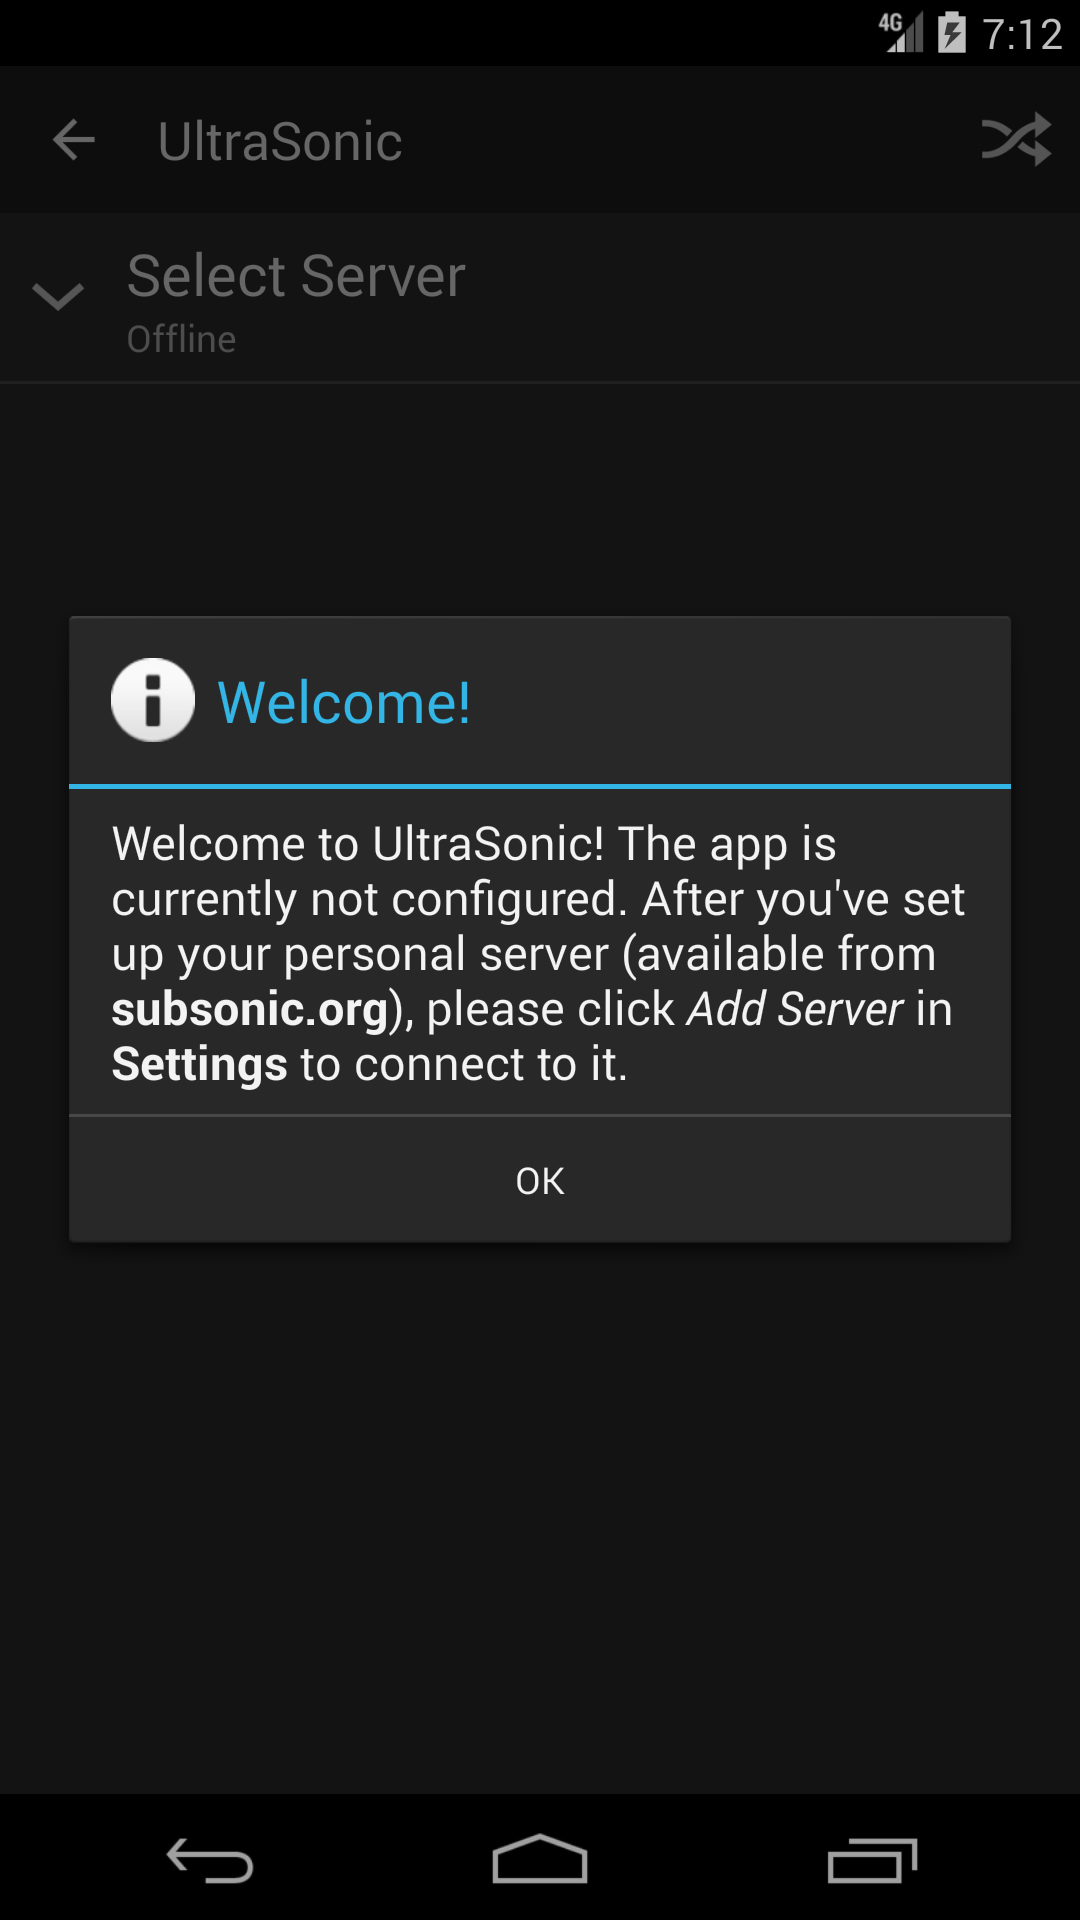 4G 7:12
UltraSonic
Select Server
Offline
Welcome!
Welcome to UltraSonic! The app is
currently not configured. After you've set
up your personal server (available from
subsonic.org), please click Add Server in
Settings to connect to it.
OK